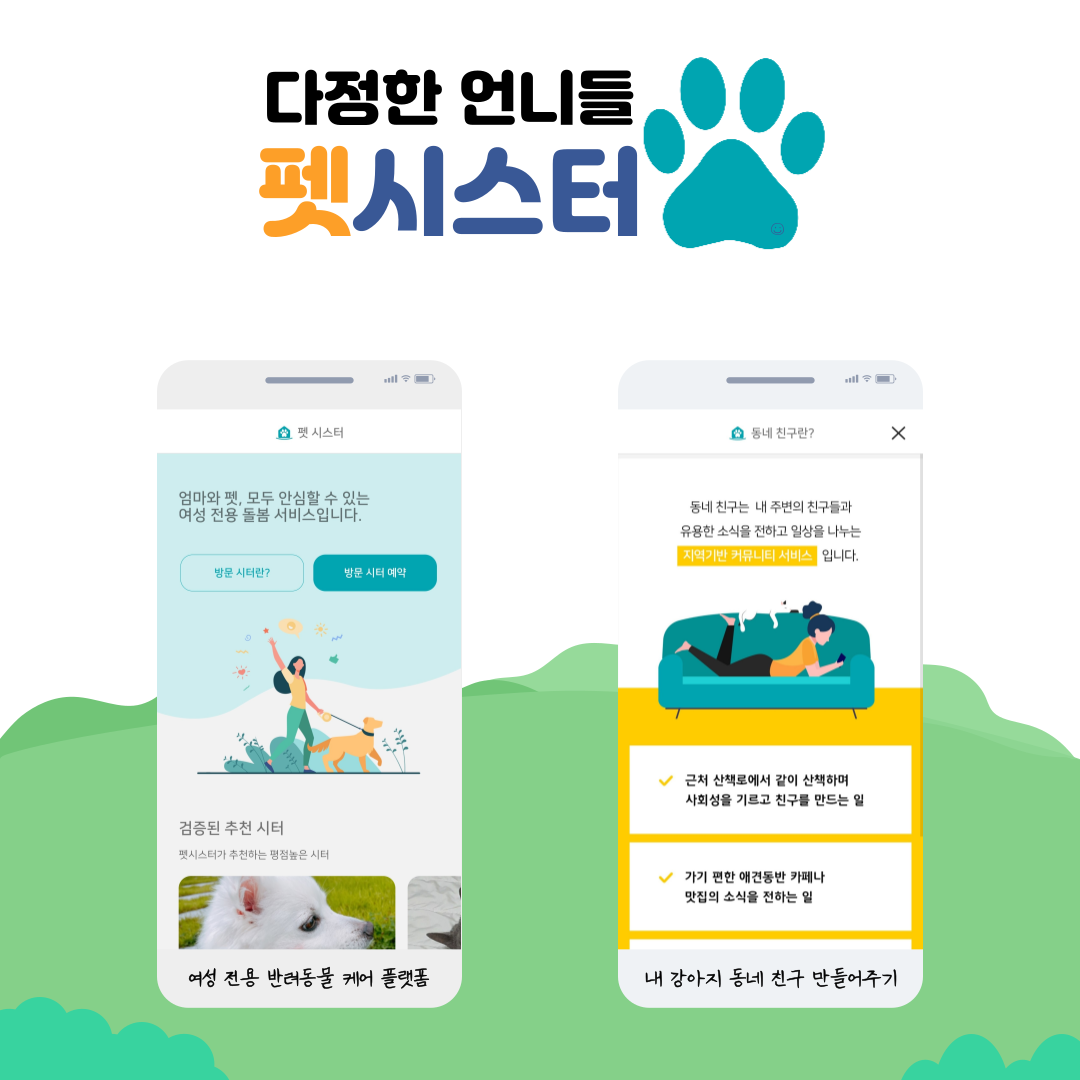 다정한 언니들
펫시스터
펫 시스터
엄마와 펫, 모두 안심할 수 있는
여성 전용 돌봄 서비스입니다.
방문 시터란?
방문 시터 예약
검증된 추천 시터
펫시스터가 추천하는 평점높은 시터
여성 전용 반려동물 케어 플랫폼
동네 친구란?
동네 친구는 내 주변의 친구들과
유용한 소식을 전하고 일상을 나누는
지역기반 커뮤니티 서비스 입니다.
근처 산책로에서 같이 산책하며
사회성을 기르고 친구를 만드는 일
가기 편한 애견동반 카페나
맛집의 소식을 전하는 일
내 강아지 동네 친구 만들어주기